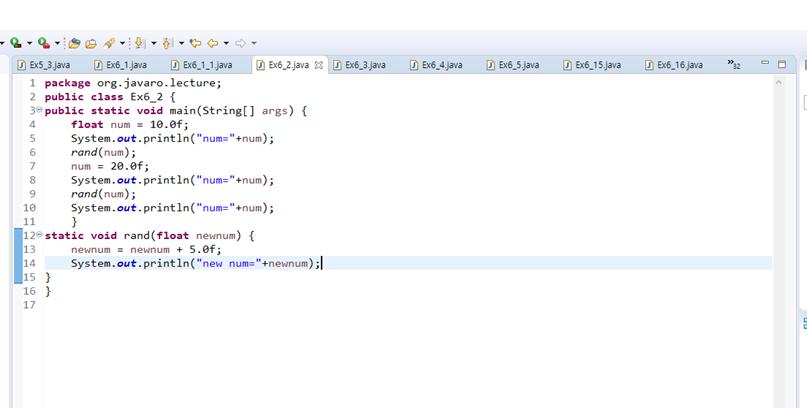 Ex5_3.java Ex6_1.java Ex6_1_1.java Ex6_2.java Ex6_3.java Ex6_4.java Ex6_5.java Ex6_15.java Ex6_16.java »32
1 package org.javaro.lecture;
2 public class Ex6_2 {
3 public static void main(String[] args) {
4 float num = 10.0f;
5 System.out.println("num="+num);
6 rand(num);
7 num = 20.0f;
8 System.out.println("num="+num);
9 rand(num);
10 System.out.println("num="+num);
11 }
12 static void rand(float newnum) {
13 newnum = newnum + 5.0f;
14 System.out.println("new num="+newnum);
15 }
16 }
17